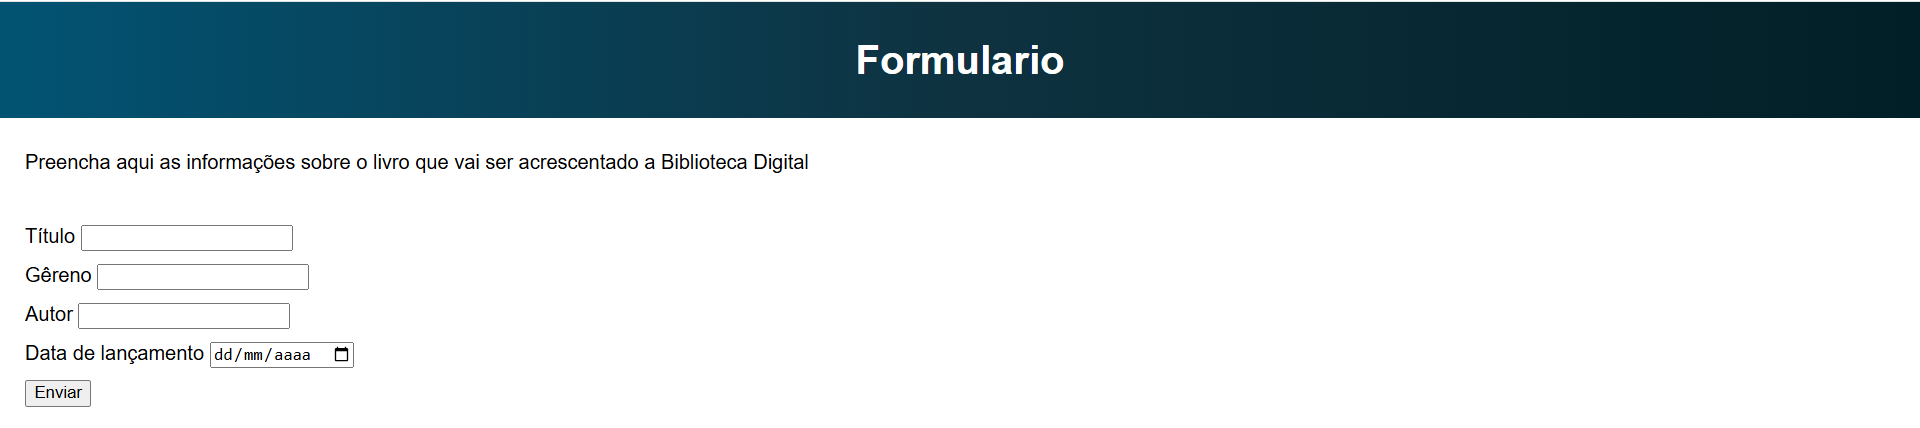 Formulario
Preencha aqui as informações sobre o livro que vai ser acrescentado a Biblioteca Digital
Título
Gêreno
Autor
Data de lançamento dd/mm/aaaa
Enviar